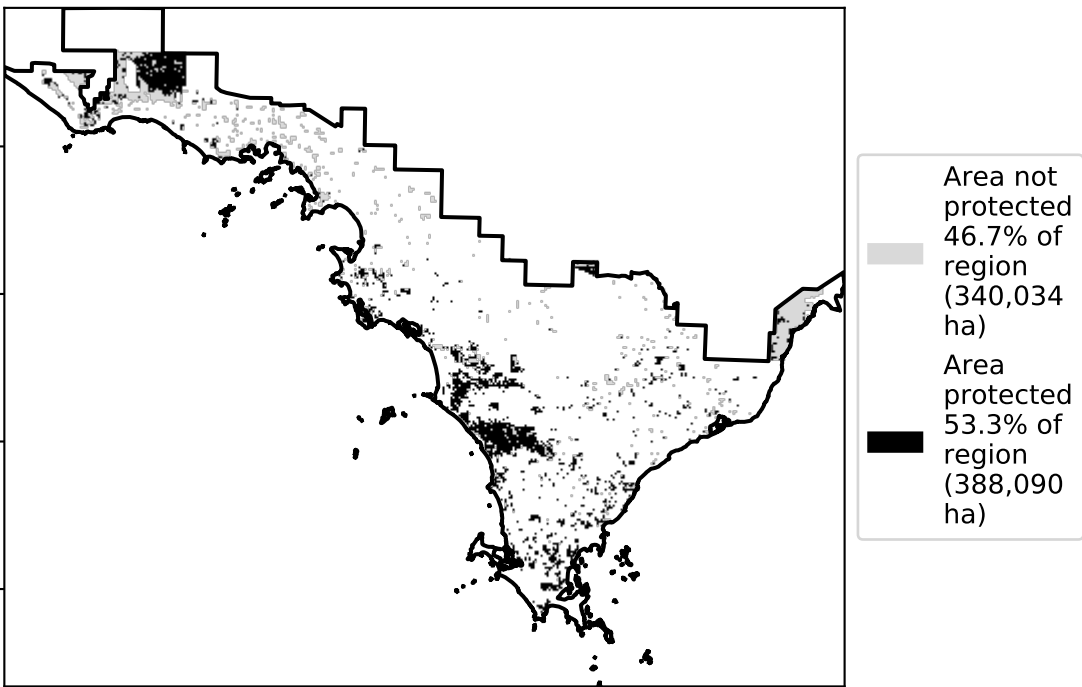 Area not
protected
46.7% of
region
(340,034
ha)
Area
protected
53.3% of
region
(388,090
ha)